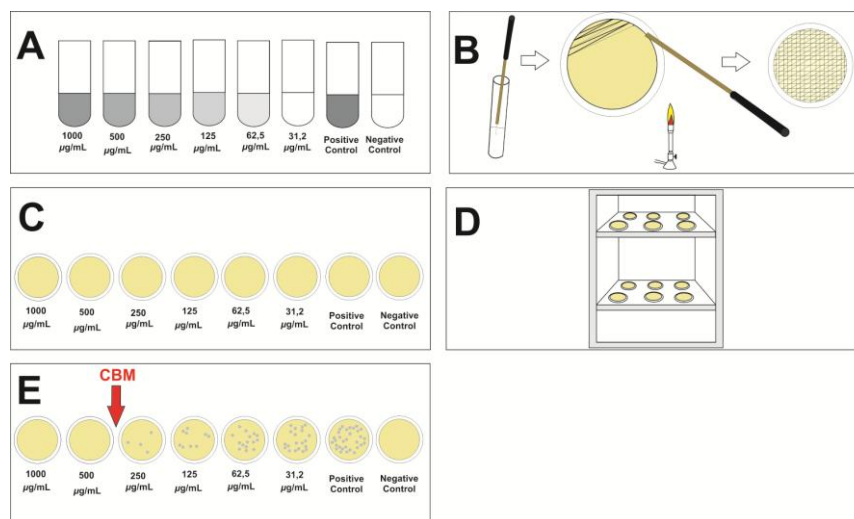 A
1000 500 250 125 62,5 31,2 Positive Negative
µg/mL µg/mL µg/mL µg/mL µg/mL µg/mL Control Control
B
C
1000 500 250 125 62,5 31,2 Positive Negative
µg/mL µg/mL µg/mL µg/mL µg/mL µg/mL Control Control
D
E
CBM
1000 500 250 125 62,5 31,2 Positive Negative
µg/mL µg/mL µg/mL µg/mL µg/mL µg/mL Control Control